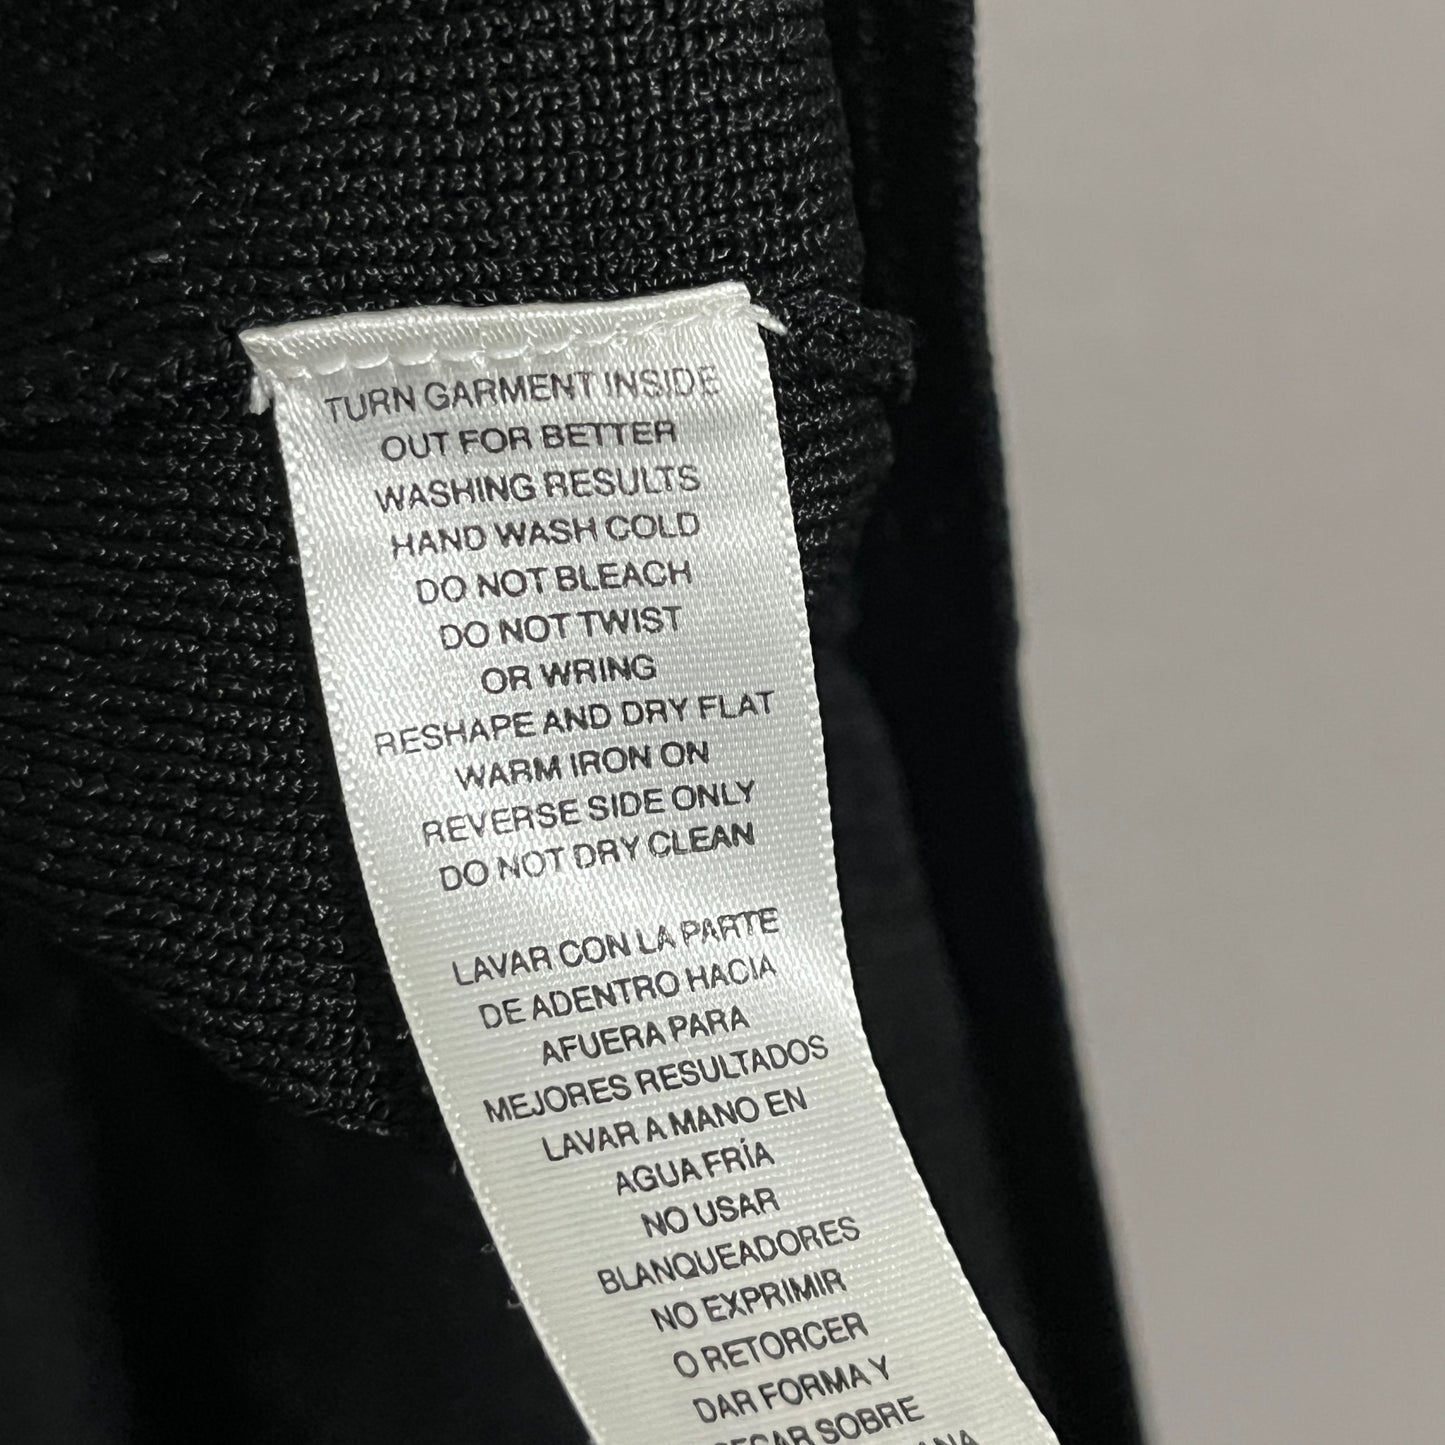 TURN GARMENT INSIDE
OUT FOR BETTER
WASHING RESULTS
HAND WASH COLD
DO NOT BLEACH
DO NOT TWIST
OR WRING
RESHAPE AND DRY FLAT
WARM IRON ON
REVERSE SIDE ONLY
DO NOT DRY CLEAN
LAVAR CON LA PARTE
DE ADENTRO HACIA
AFUERA PARA
MEJORES RESULTADOS
LAVAR A MANO EN
AGUA FRÍA
NO USAR
BLANQUEADORES
NO EXPRIMIR
O RETORCER
DAR FORMA Y
SOBRE